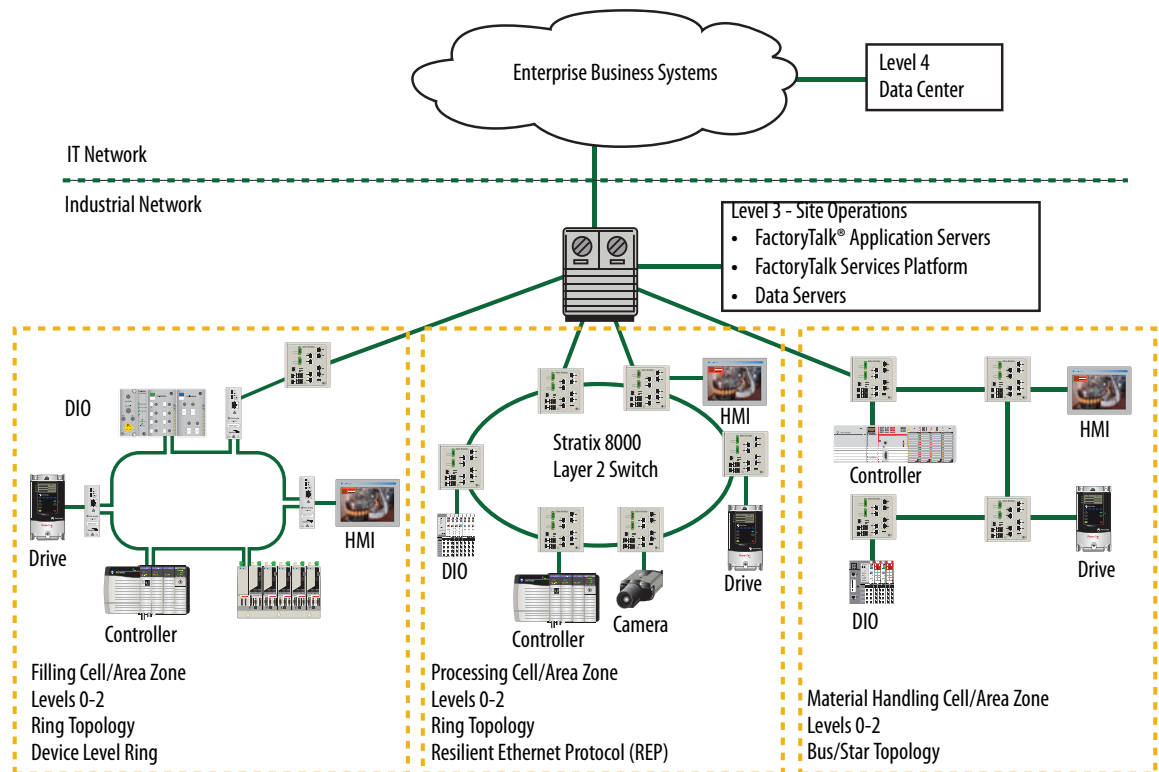 Enterprise Business Systems
Level 4
Data Center
IT Network
Industrial Network
Level 3 - Site Operations
• FactoryTalk® Application Servers
• FactoryTalk Services Platform
• Data Servers
DIO
Drive
HMI
Controller
Filling Cell/Area Zone
Levels 0-2
Ring Topology
Device Level Ring
HMI
Stratix 8000
Layer 2 Switch
DIO
Controller
Camera
Drive
Processing Cell/Area Zone
Levels 0-2
Ring Topology
Resilient Ethernet Protocol (REP)
HMI
Controller
Drive
DIO
Material Handling Cell/Area Zone
Levels 0-2
Bus/Star Topology